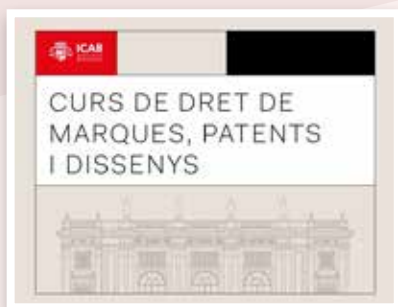 ICAB
CURS DE DRET DE
MARQUES, PATENTS
I DISSENYS